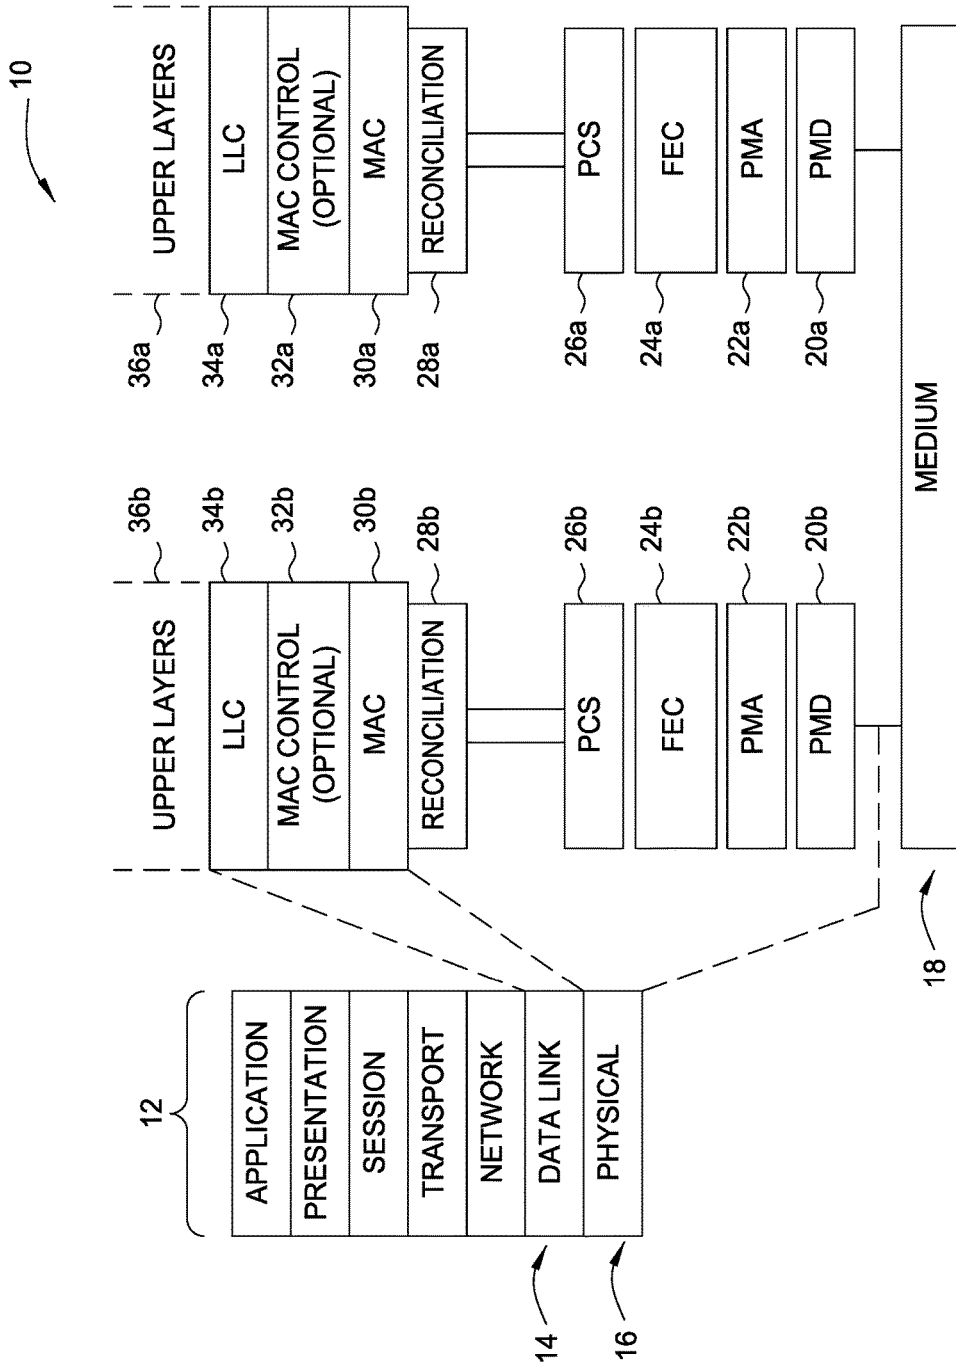 10
12
APPLICATION
PRESENTATION
SESSION
TRANSPORT
NETWORK
DATA LINK
PHYSICAL
14
16
UPPER LAYERS
LLC
MAC CONTROL
(OPTIONAL)
MAC
RECONCILIATION
PCS
FEC
PMA
PMD
36b
34b
32b
30b
28b
26b
24b
22b
20b
36a
34a
32a
30a
28a
26a
24a
22a
20a
UPPER LAYERS
LLC
MAC CONTROL
(OPTIONAL)
MAC
RECONCILIATION
PCS
FEC
PMA
PMD
MEDIUM
18